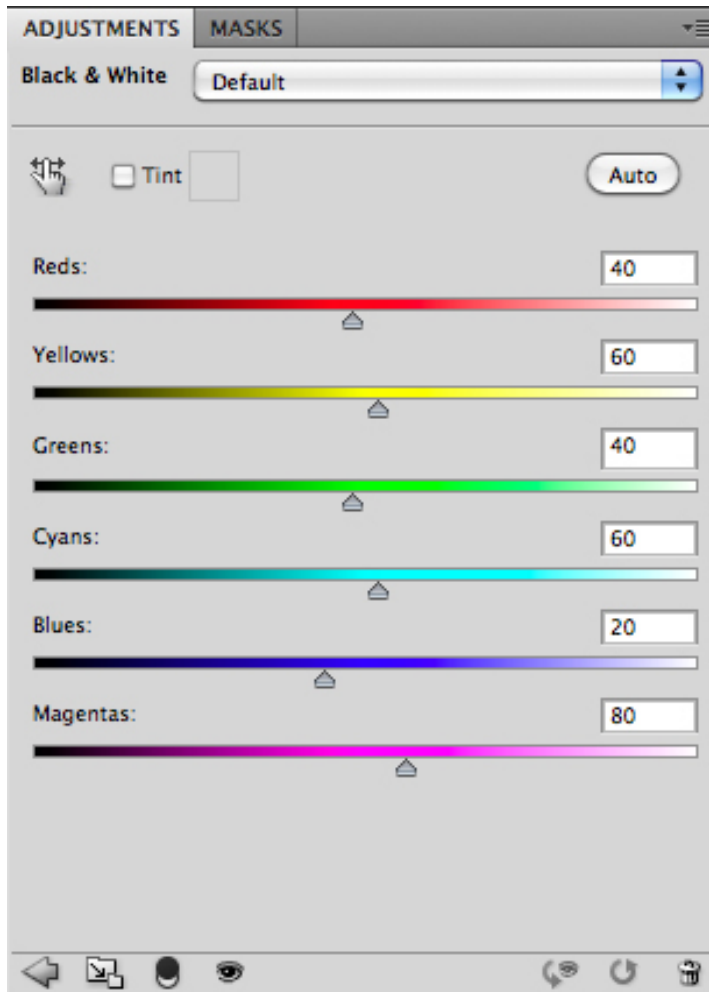 ADJUSTMENTS MASKS
Black & White Default
Tint Auto
Reds: 40
Yellows: 60
Greens: 40
Cyans: 60
Blues: 20
Magentas: 80